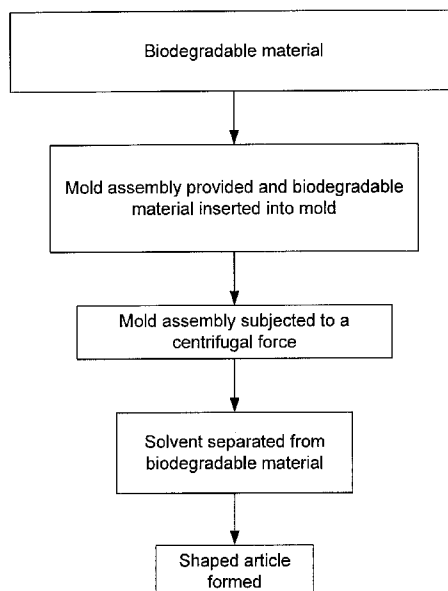 Biodegradable material
Mold assembly provided and biodegradable
material inserted into mold
Mold assembly subjected to a
centrifugal force
Solvent separated from
biodegradable material
Shaped article
formed